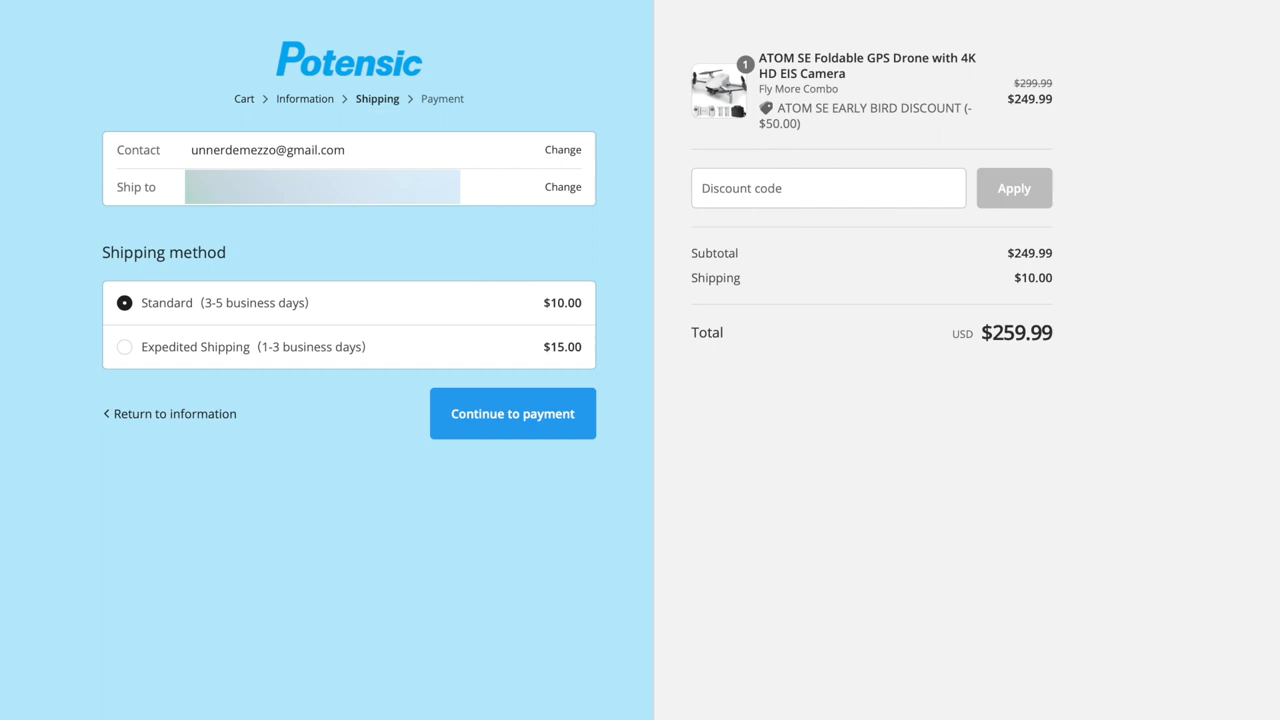 Potensic
Cart > Information > Shipping > Payment
Contact unnerdemezzo@gmail.com Change
Ship to Change
Shipping method
Standard (3-5 business days) $10.00
Expedited Shipping (1-3 business days) $15.00
< Return to information
Continue to payment
1
ATOM SE Foldable GPS Drone with 4K
HD EIS Camera
Fly More Combo
ATOM SE EARLY BIRD DISCOUNT (-
$50.00)
$299.99
$249.99
Discount code Apply
Subtotal $249.99
Shipping $10.00
Total USD $259.99